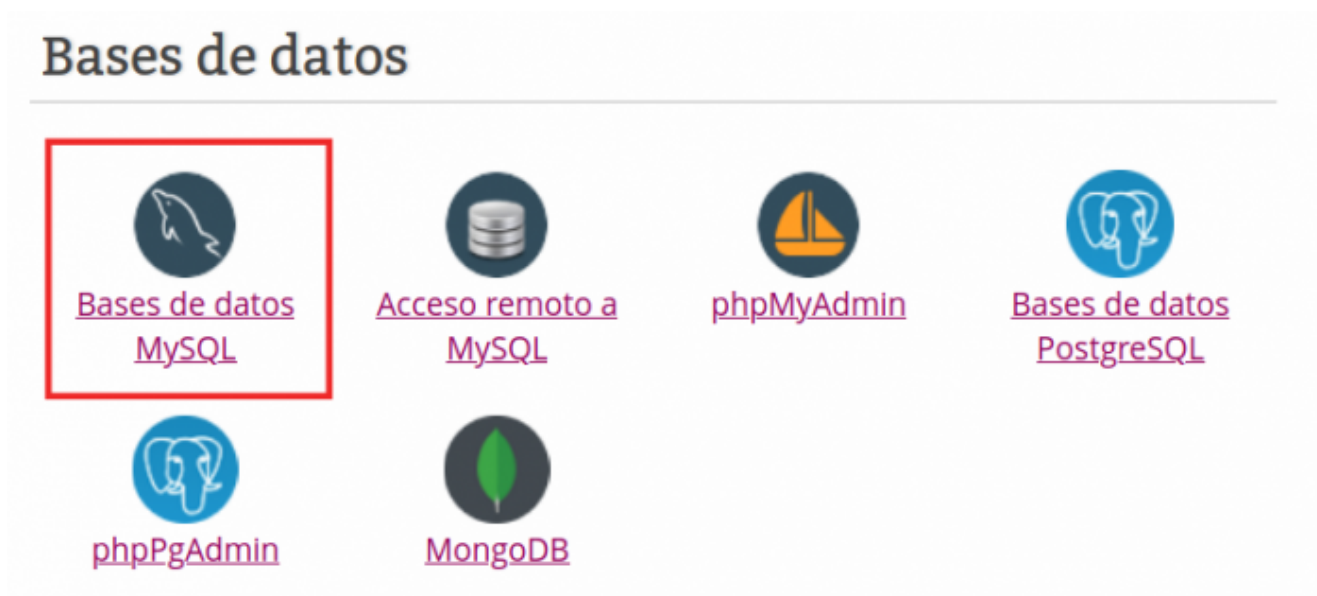 Bases de datos
Bases de datos
MySQL
Acceso remoto a
MySQL
phpMyAdmin
Bases de datos
PostgreSQL
phpPgAdmin
MongoDB